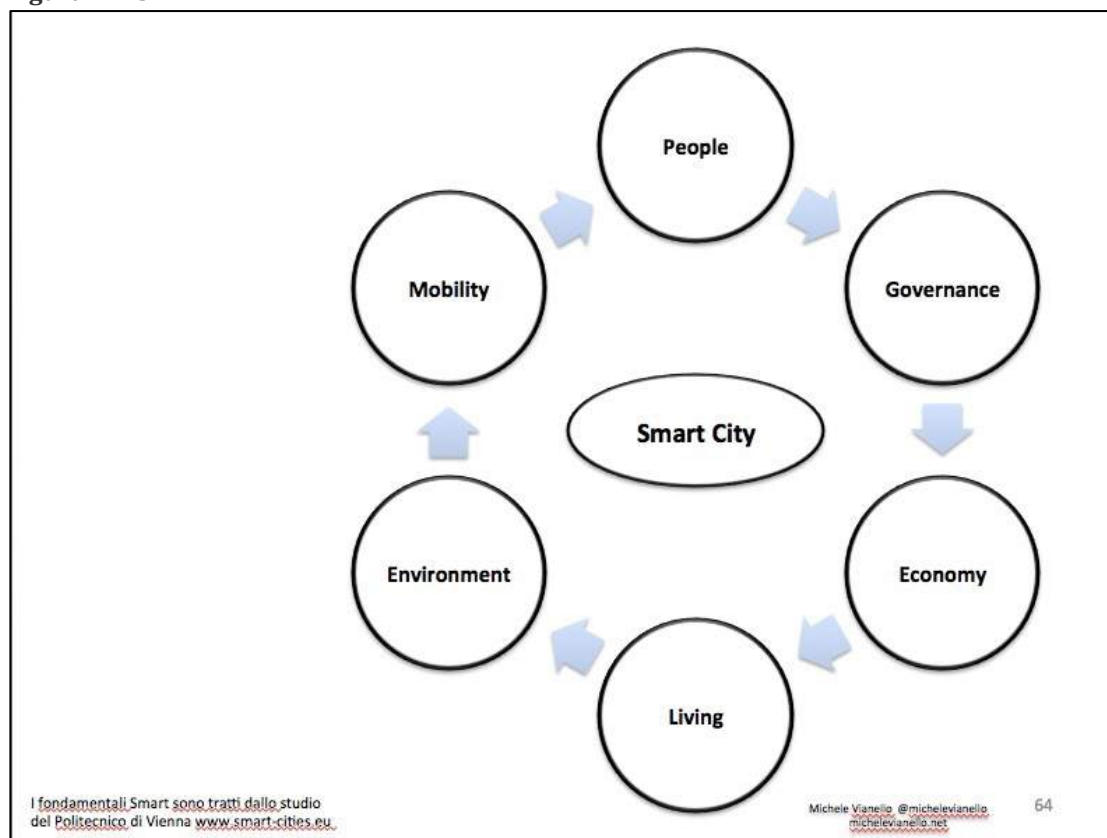 People
Mobility
Governance
Smart City
Environment
Economy
Living
I fondamentali Smart sono tratti dallo studio
del Politecnico di Vienna www.smart-cities.eu
Michele Vianello @michelevianello
michelevianello.net
64